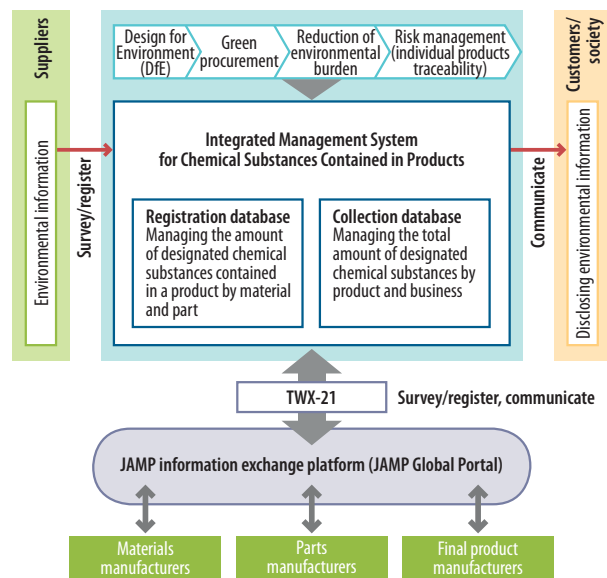 Suppliers
Environmental information
Survey/register
Design for
Environment
(DfE)
Green
procurement
Reduction of
environmental
burden
Risk management
(individual products
traceability)
Integrated Management System
for Chemical Substances Contained in Products
Registration database
Managing the amount
of designated chemical
substances contained
in a product by material
and part
Collection database
Managing the total
amount of designated
chemical substances by
product and business
Communicate
Customers/
society
Disclosing environmental information
TWX-21
Survey/register, communicate
JAMP information exchange platform (JAMP Global Portal)
Materials
manufacturers
Parts
manufacturers
Final product
manufacturers